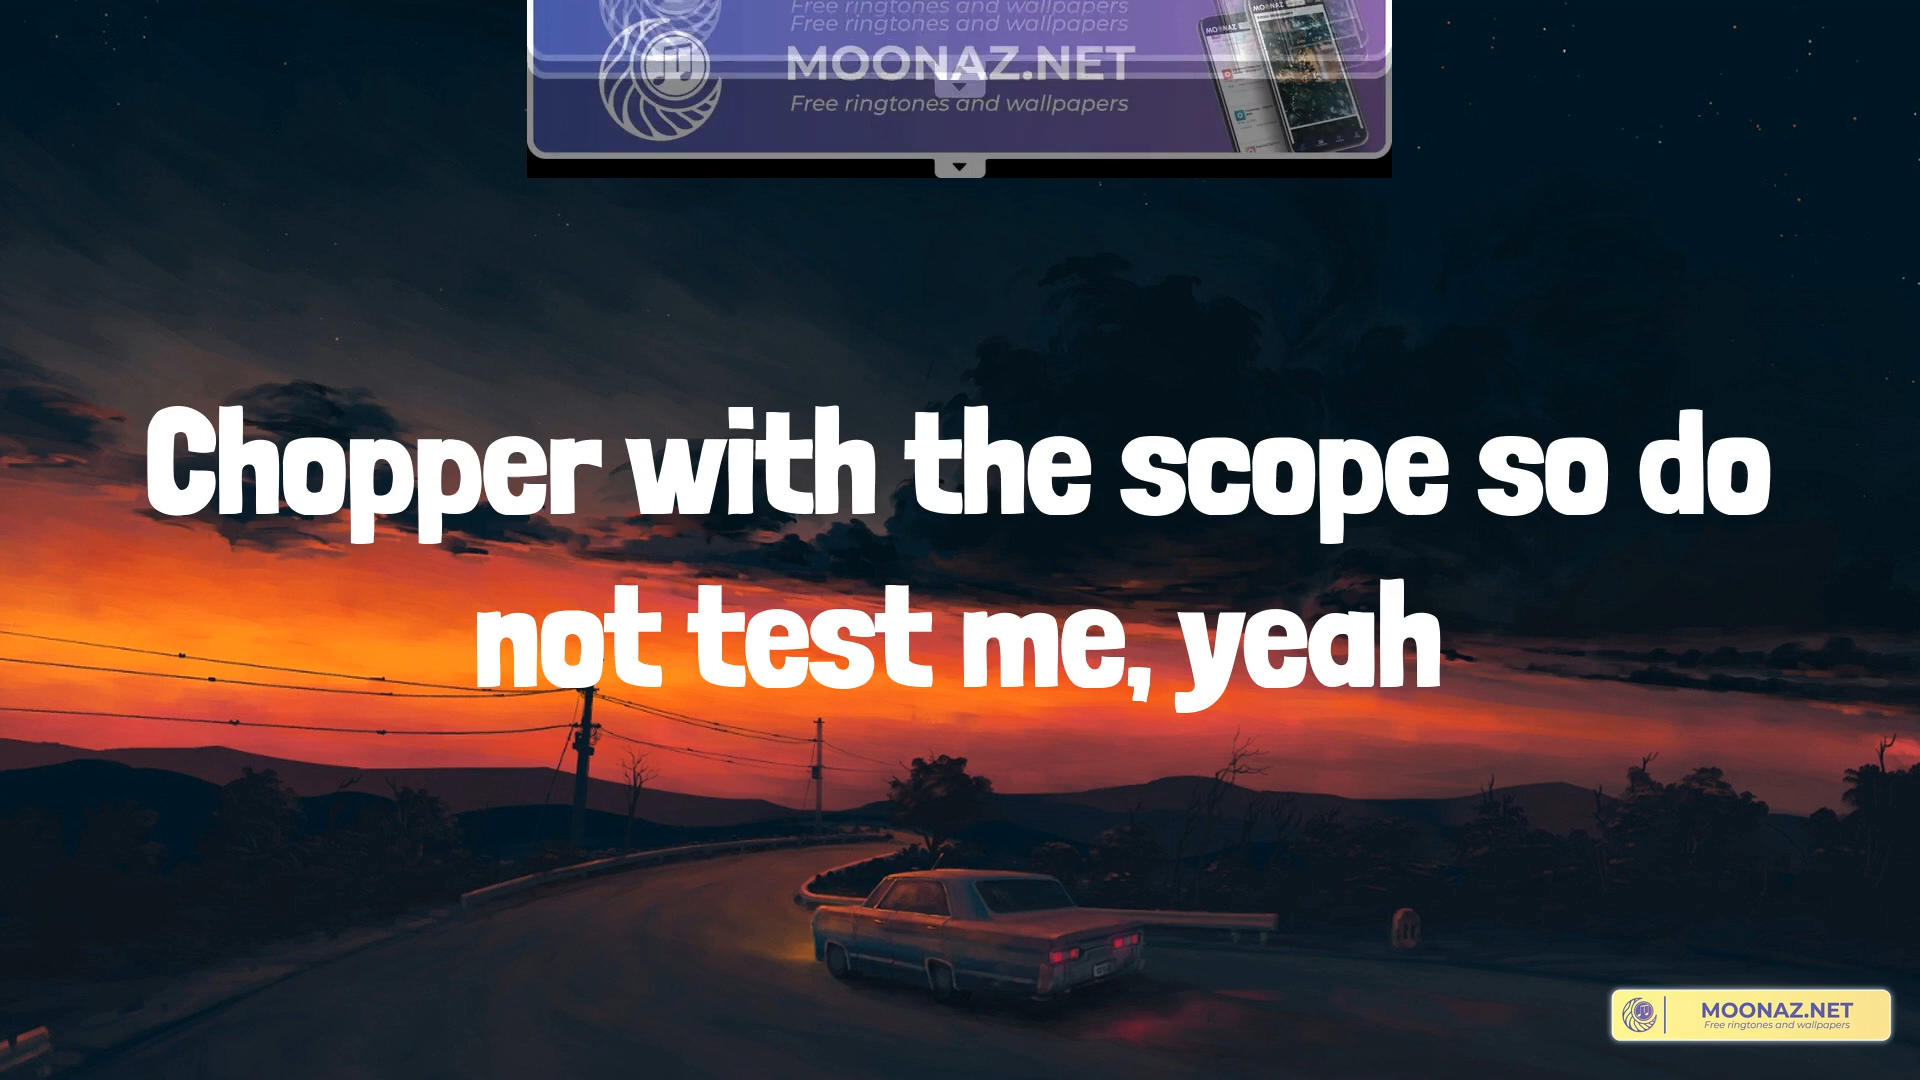 Free ringtones and wallpapers
Free ringtones and wallpapers
MOONAZ.NET
Free ringtones and wallpapers
Chopper with the scope so do
not test me, yeah
MOONAZ.NET
Free ringtones and wallpapers